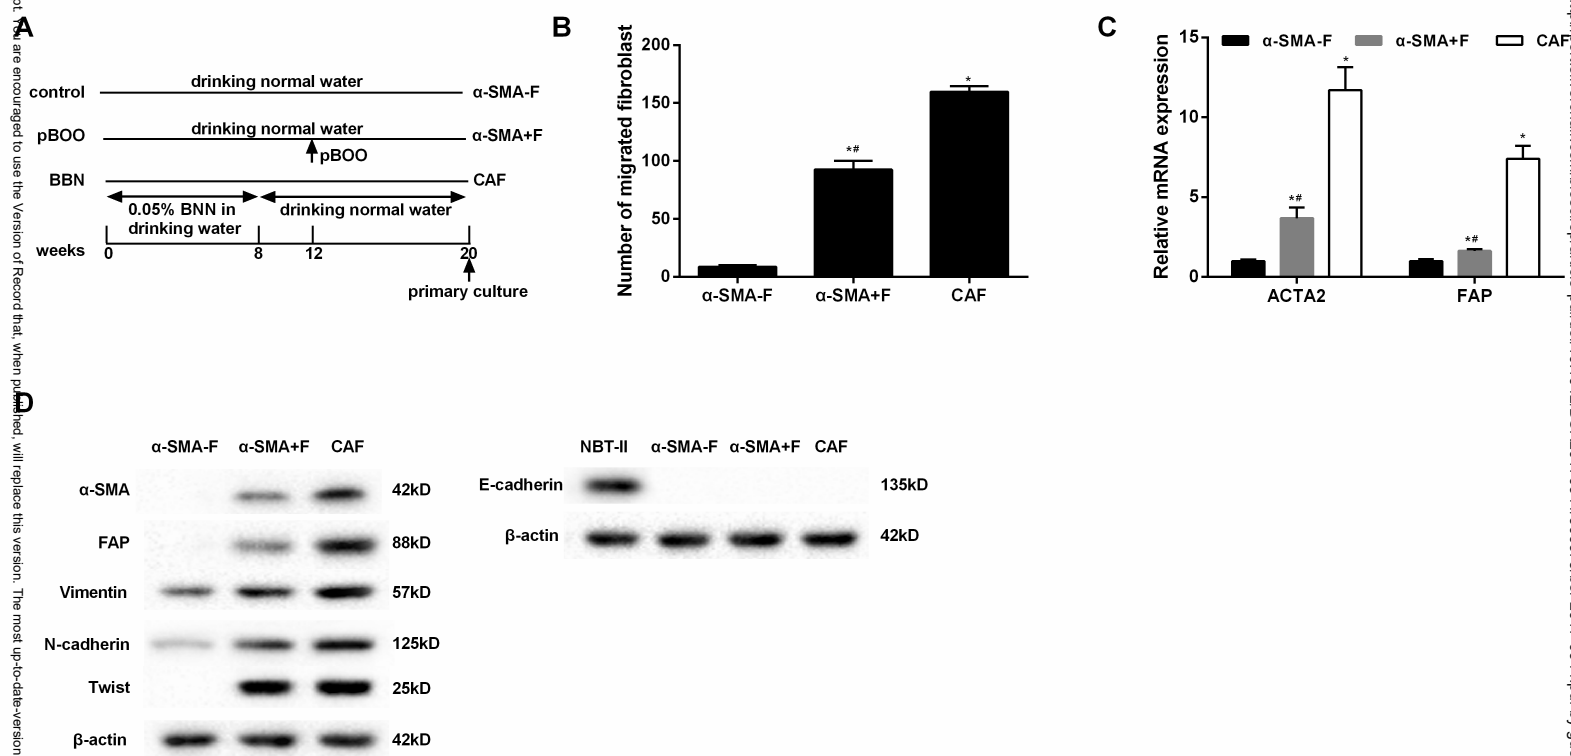 pt. You are encouraged to use the Version of Record that, when published, will replace this version. The most up-to-date-version
A
drinking normal water
control
α-SMA-F
drinking normal water
pBOO
α-SMA+F
pBOO
BBN
CAF
0.05% BNN in
drinking water
drinking normal water
weeks
0
8
12
20
primary culture
B
Number of migrated fibroblast
200
150
100
50
0
*#
*
α-SMA-F
α-SMA+F
CAF
C
Relative mRNA expression
15
10
5
0
α-SMA-F
α-SMA+F
CAF
*#
*
*#
*
ACTA2
FAP
D
α-SMA-F α-SMA+F CAF
α-SMA 42kD
FAP 88kD
Vimentin 57kD
N-cadherin 125kD
Twist 25kD
β-actin 42kD
NBT-II α-SMA-F α-SMA+F CAF
E-cadherin 135kD
β-actin 42kD